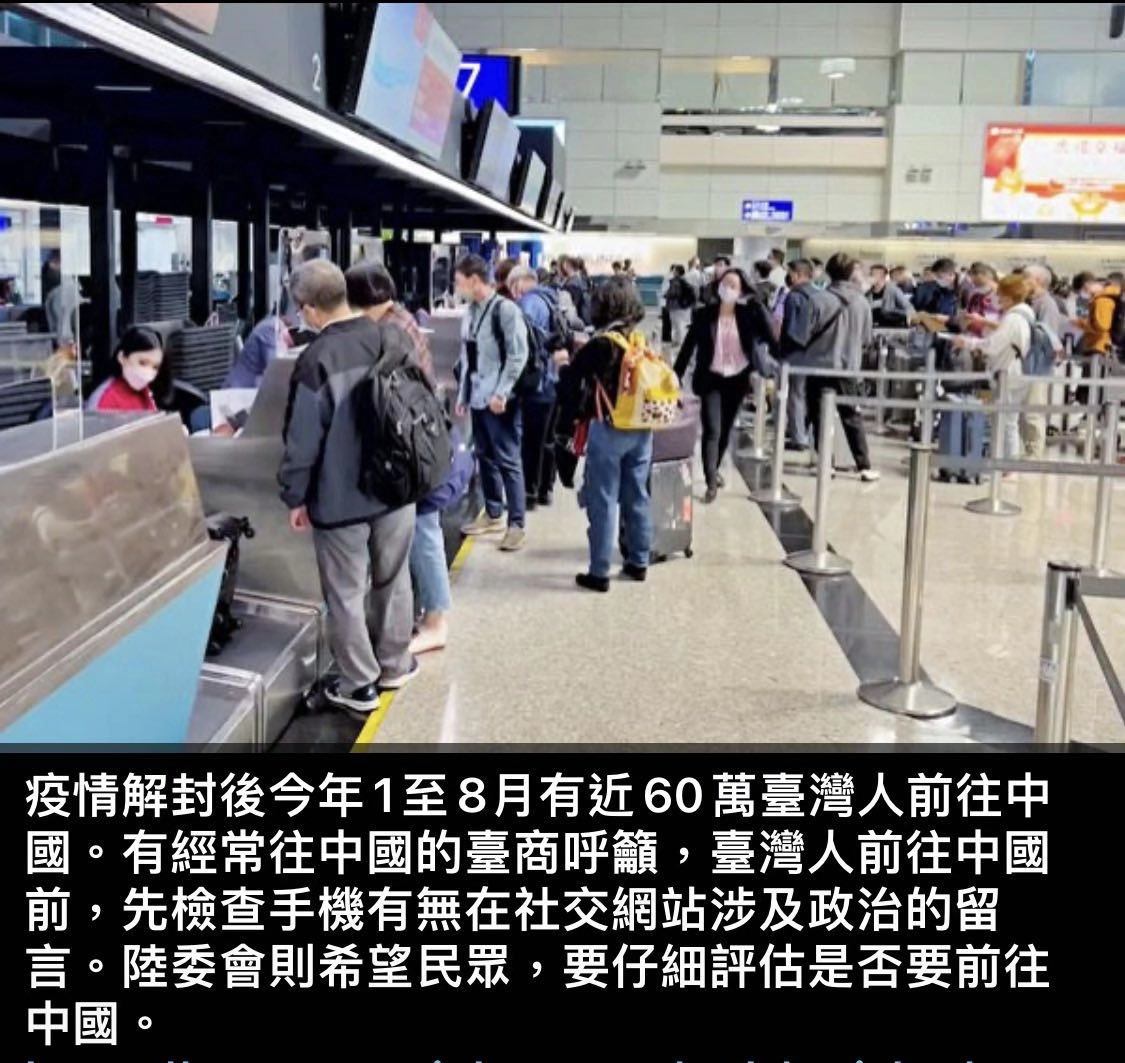 2
7
疫情解封後今年1至8月有近60萬臺灣人前往中
國。有經常往中國的臺商呼籲，臺灣人前往中國
前，先檢查手機有無在社交網站涉及政治的留
言。陸委會則希望民眾，要仔細評估是否要前往
中國。